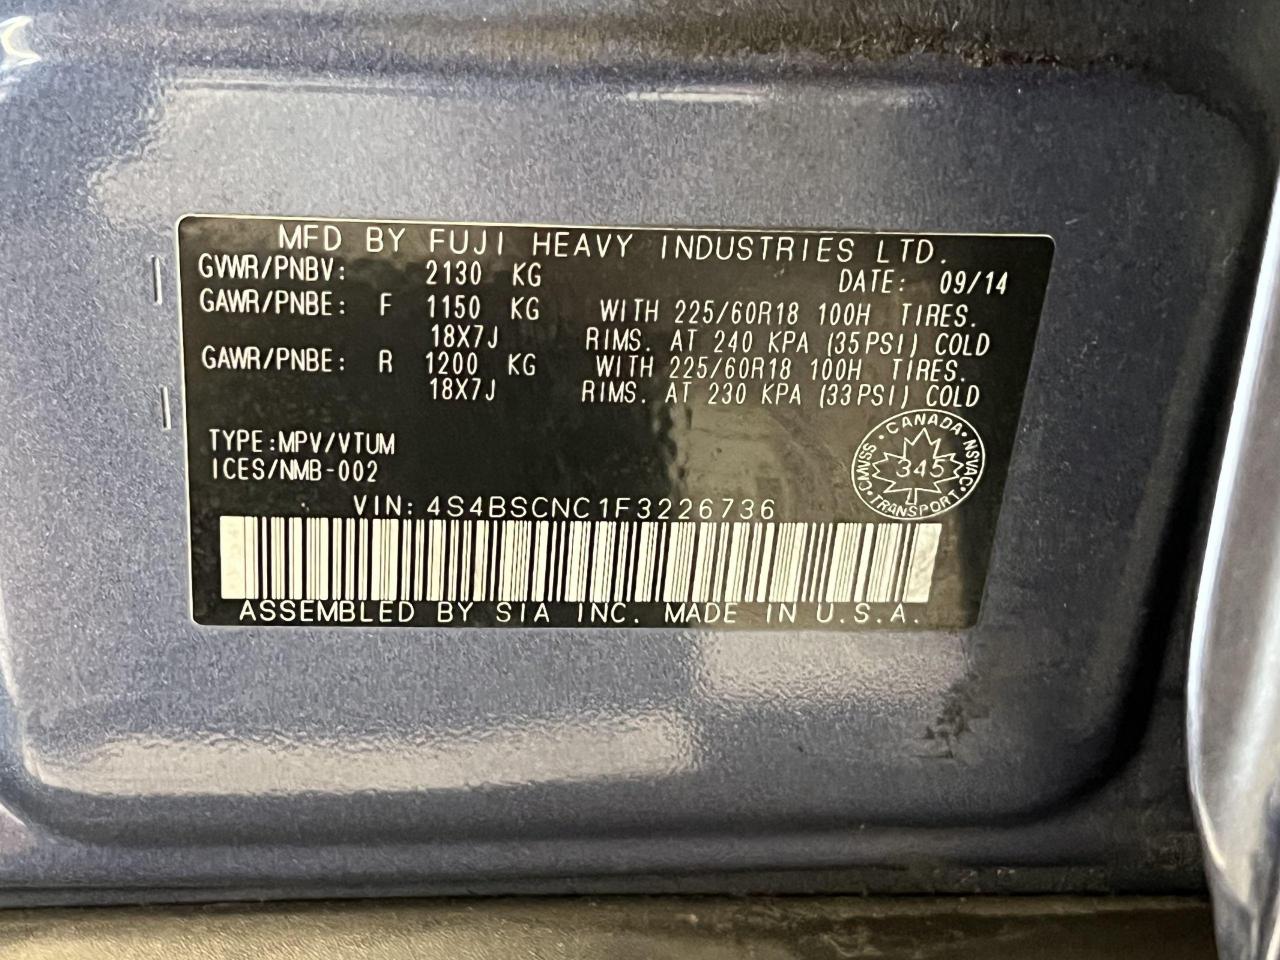 MFD BY FUJI HEAVY INDUSTRIES LTD.
GVWR/PNBV: 2130 KG DATE: 09/14
GAWR/PNBE: F 1150 KG WITH 225/60R18 100H TIRES.
18X7J RIMS. AT 240 KPA (35PSI) COLD
GAWR/PNBE: R 1200 KG WITH 225/60R18 100H TIRES.
18X7J RIMS. AT 230 KPA (33PSI) COLD
TYPE:MPV/VTUM
ICES/NMB-002
CMVSS · CANADA · NSVAC · TRANSPORT ·
345
VIN: 4S4BSCNC1F3226736
ASSEMBLED BY SIA INC. MADE IN U.S.A.